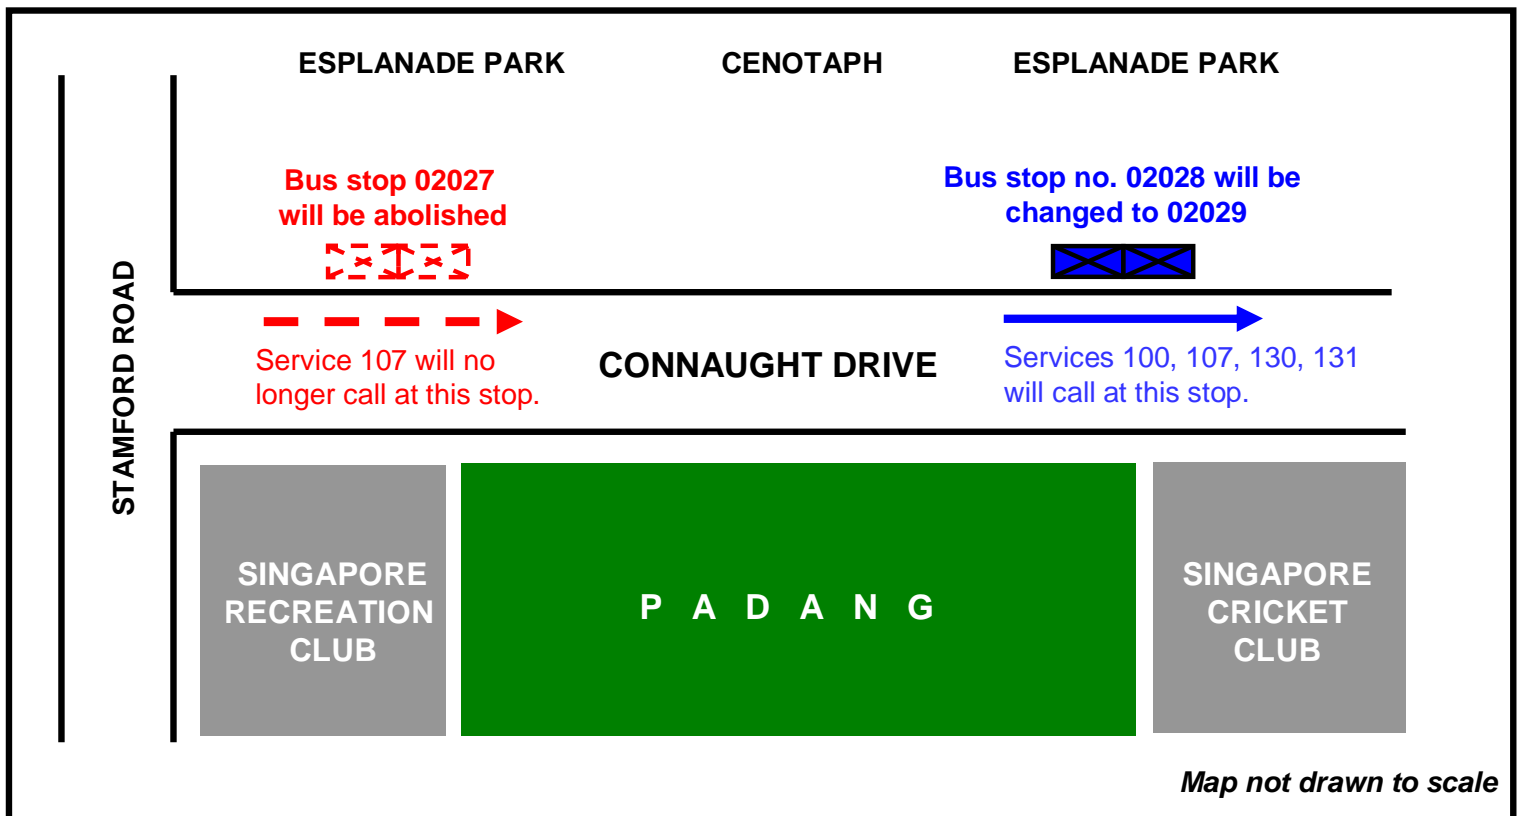 ESPLANADE PARK
CENOTAPH
ESPLANADE PARK
Bus stop 02027
will be abolished
Bus stop no. 02028 will be
changed to 02029
STAMFORD ROAD
Service 107 will no
longer call at this stop.
CONNAUGHT DRIVE
Services 100, 107, 130, 131
will call at this stop.
SINGAPORE
RECREATION
CLUB
P A D A N G
SINGAPORE
CRICKET
CLUB
Map not drawn to scale